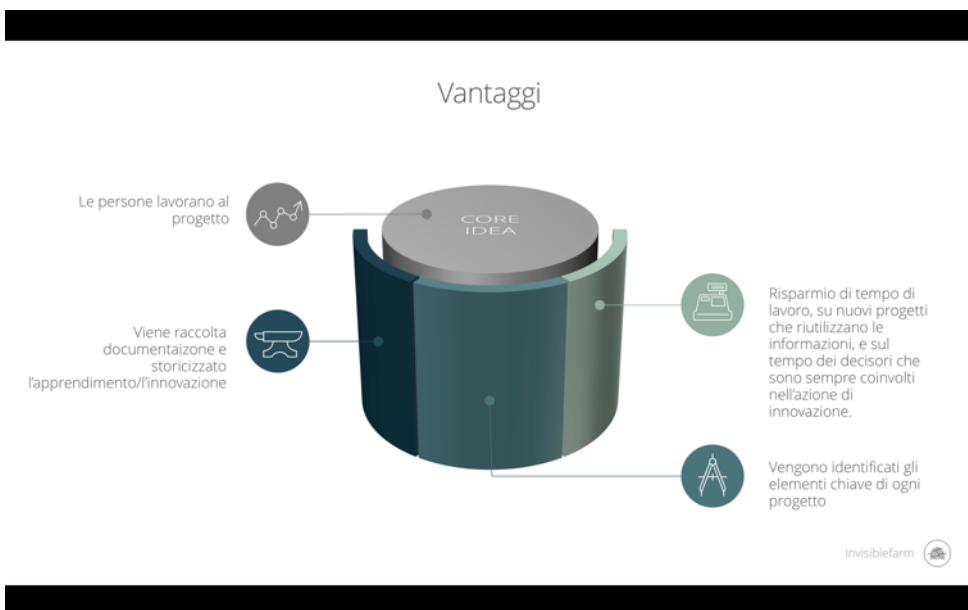 Vantaggi
Le persone lavorano al
progetto
CORE
IDEA
Viene raccolta
documentaizone e
storicizzato
l'apprendimento/l'innovazione
Risparmio di tempo di
lavoro, su nuovi progetti
che riutilizzano le
informazioni, e sul
tempo dei decisori che
sono sempre coinvolti
nell'azione di
innovazione.
Vengono identificati gli
elementi chiave di ogni
progetto
Invisiblefarm